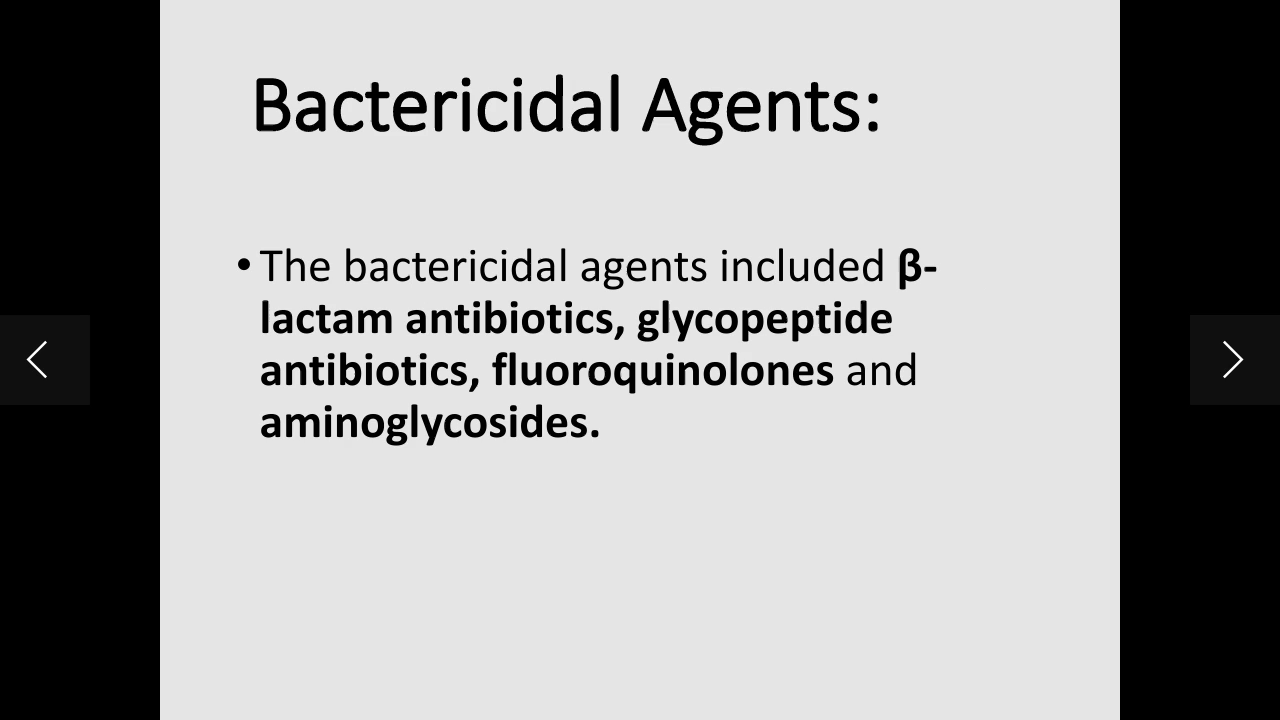 Bactericidal Agents:
• The bactericidal agents included β-
lactam antibiotics, glycopeptide
antibiotics, fluoroquinolones and
aminoglycosides.